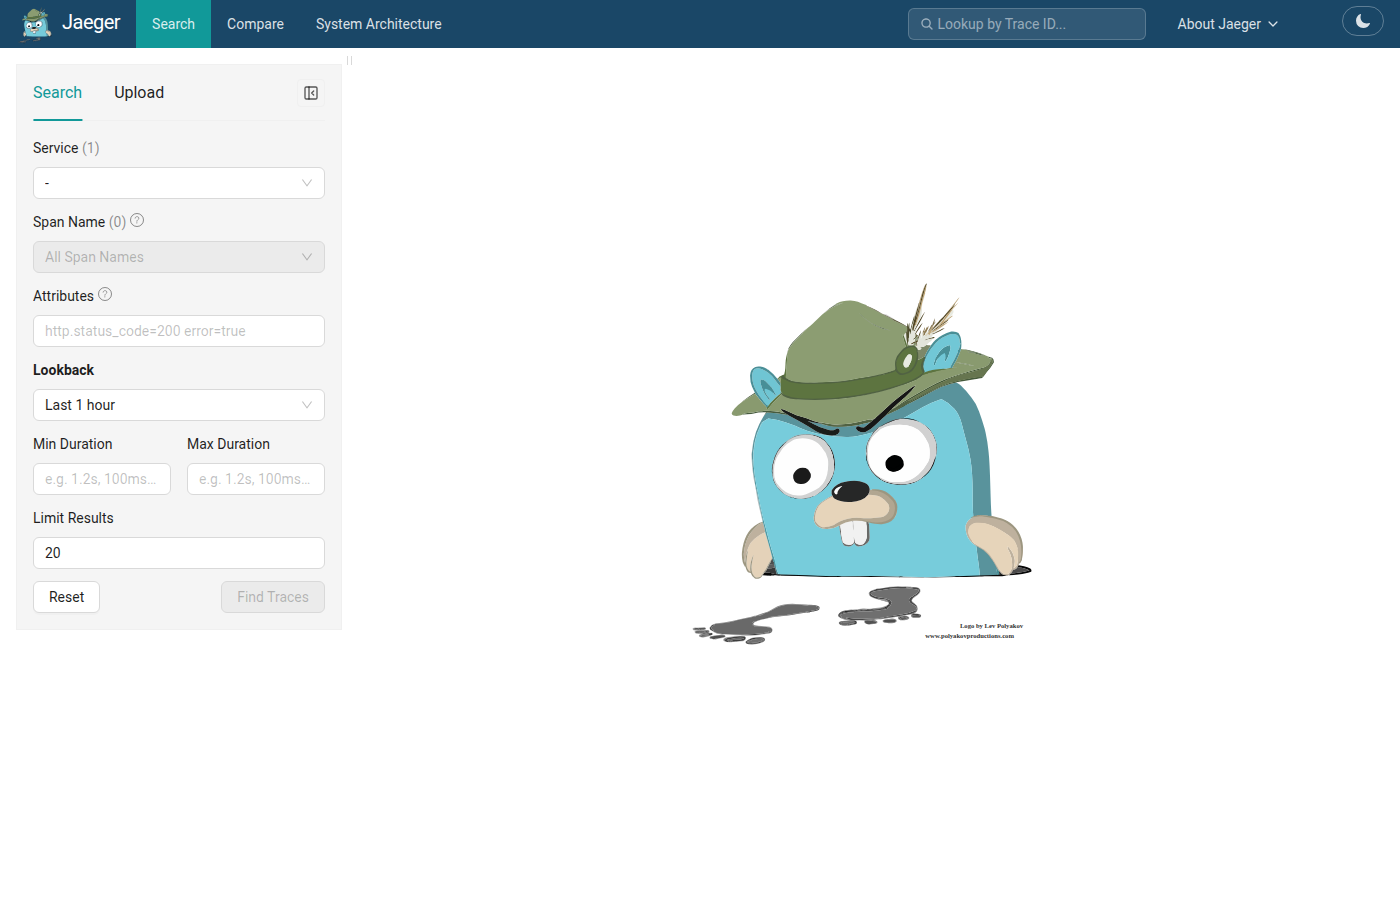 Jaeger
Search
Compare
System Architecture
Lookup by Trace ID...
About Jaeger
Search
Upload
Service (1)
-
Span Name (0)
All Span Names
Attributes
http.status_code=200 error=true
Lookback
Last 1 hour
Min Duration
Max Duration
e.g. 1.2s, 100ms...
e.g. 1.2s, 100ms...
Limit Results
20
Reset
Find Traces
Logo by Lev Polyakov
www.polyakovproductions.com